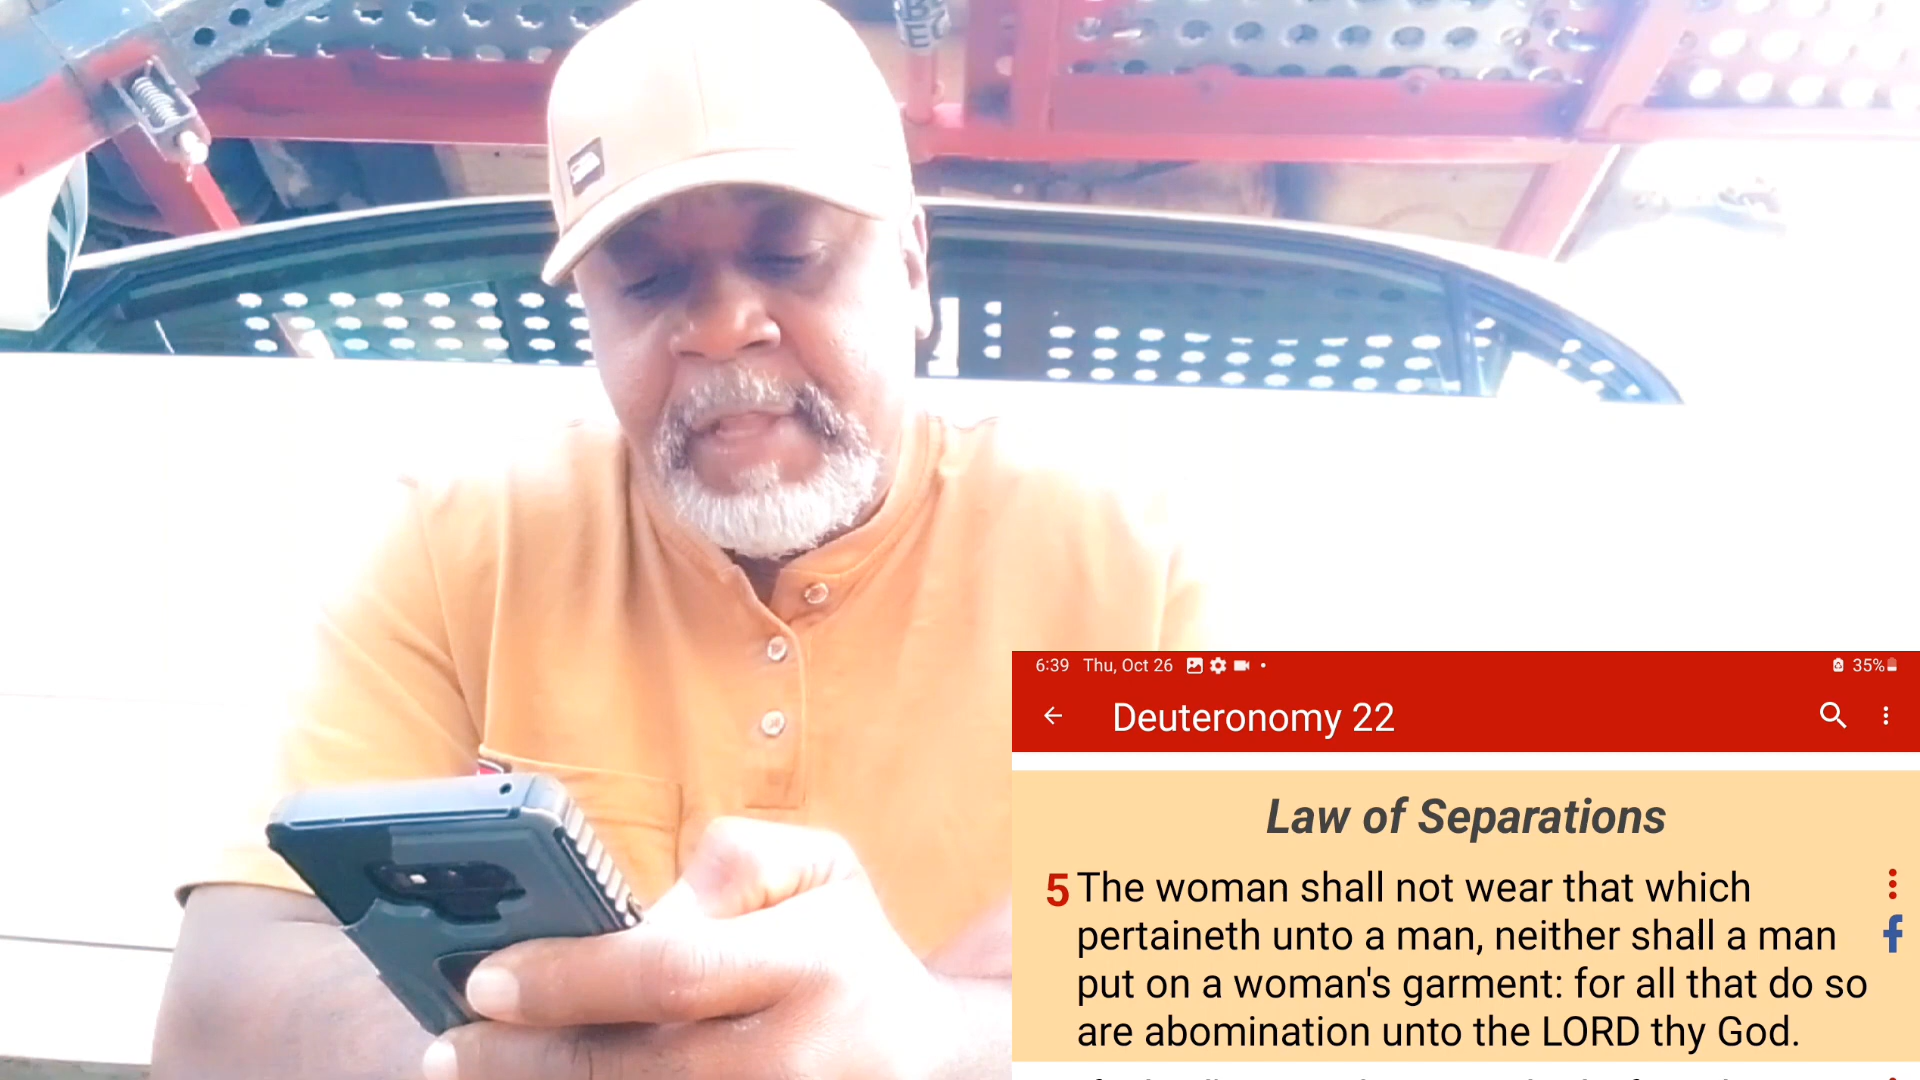 6:39 Thu, Oct 26 35%
Deuteronomy 22
Law of Separations
5 The woman shall not wear that which
pertaineth unto a man, neither shall a man
put on a woman's garment: for all that do so
are abomination unto the LORD thy God.